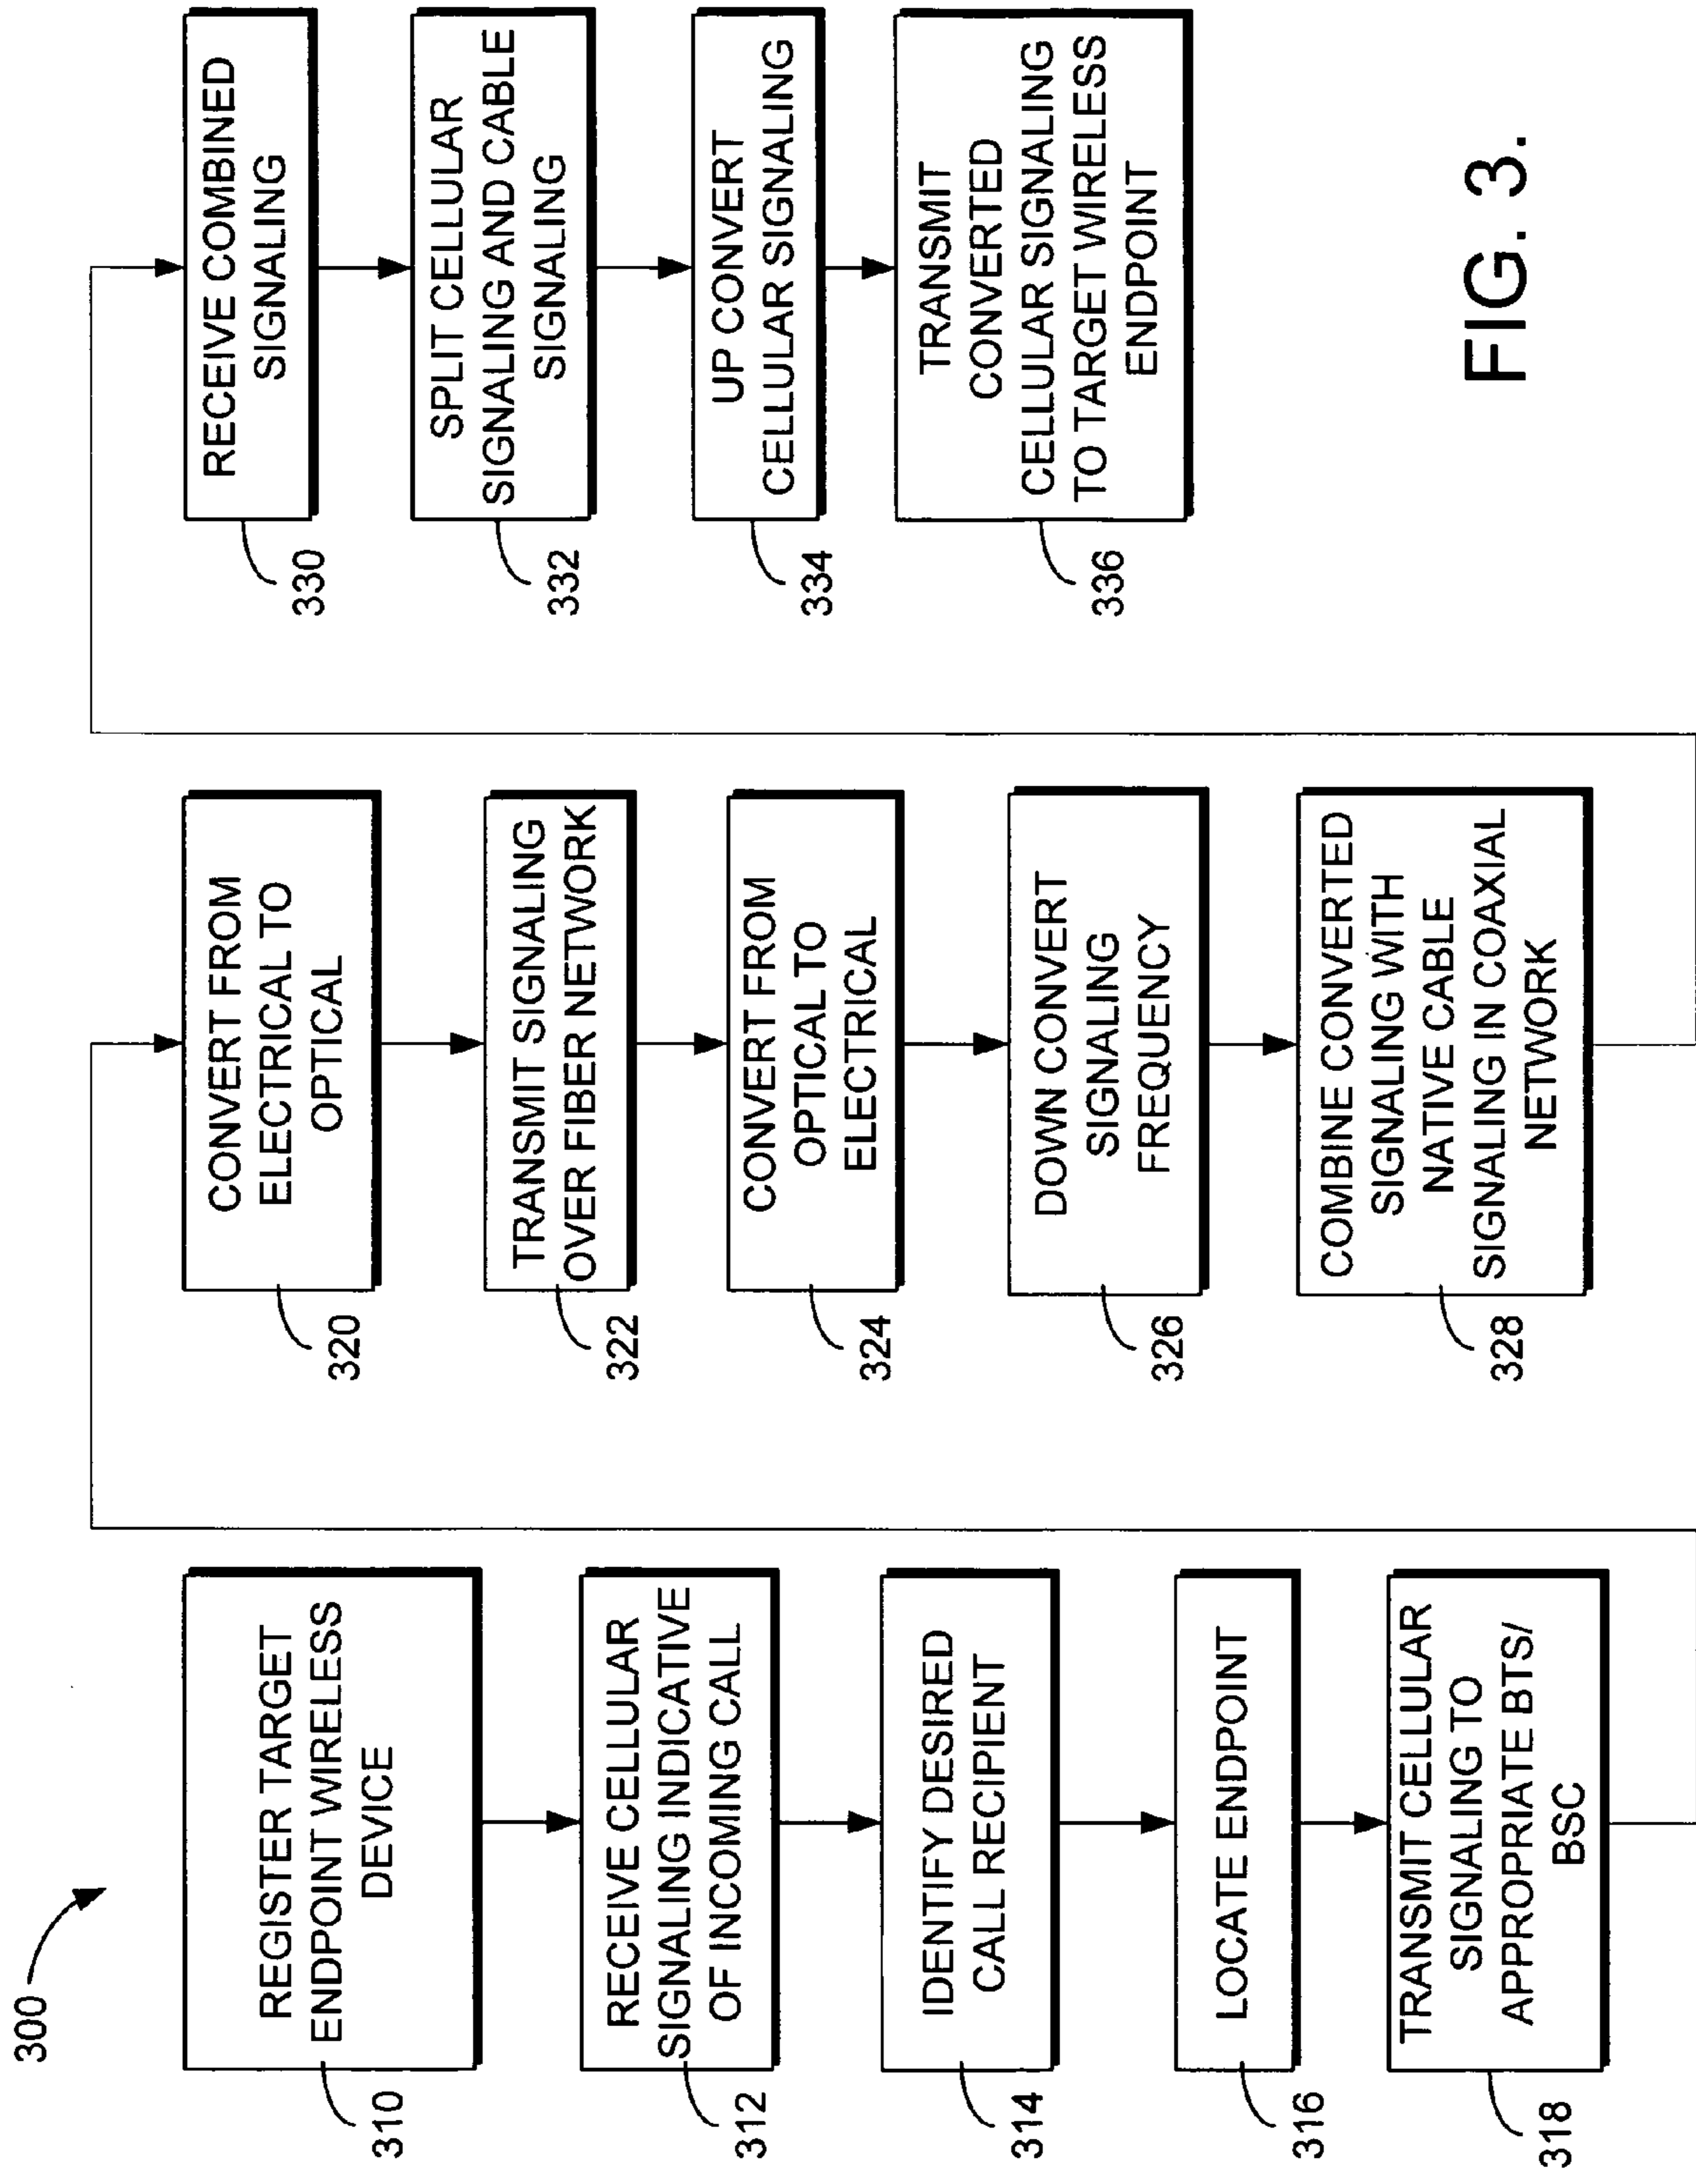 300
REGISTER TARGET
ENDPOINT WIRELESS
DEVICE
310
RECEIVE CELLULAR
SIGNALING INDICATIVE
OF INCOMING CALL
312
IDENTIFY DESIRED
CALL RECIPIENT
314
LOCATE ENDPOINT
316
TRANSMIT CELLULAR
SIGNALING TO
APPROPRIATE BTS/
BSC
318
CONVERT FROM
ELECTRICAL TO
OPTICAL
320
TRANSMIT SIGNALING
OVER FIBER NETWORK
322
CONVERT FROM
OPTICAL TO
ELECTRICAL
324
DOWN CONVERT
SIGNALING
FREQUENCY
326
COMBINE CONVERTED
SIGNALING WITH
NATIVE CABLE
SIGNALING IN COAXIAL
NETWORK
328
RECEIVE COMBINED
SIGNALING
330
SPLIT CELLULAR
SIGNALING AND CABLE
SIGNALING
332
UP CONVERT
CELLULAR SIGNALING
334
TRANSMIT
CONVERTED
CELLULAR SIGNALING
TO TARGET WIRELESS
ENDPOINT
336
FIG. 3.